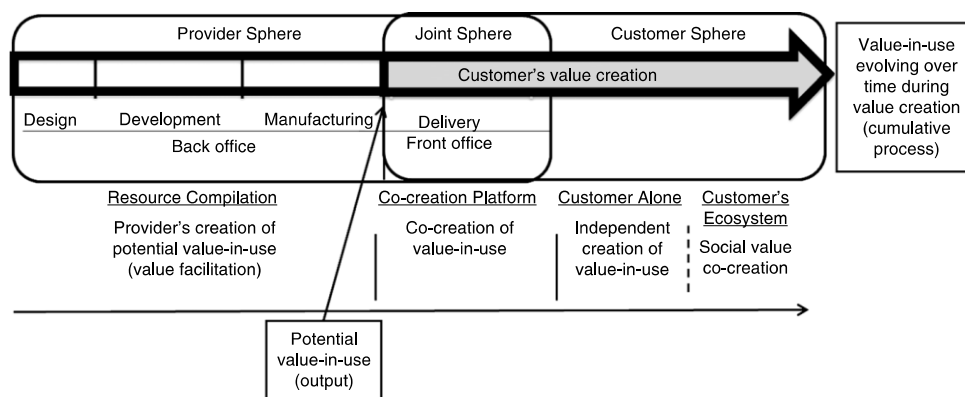 Provider Sphere
Joint Sphere
Customer Sphere
Customer's value creation
Design
Development
Manufacturing
Delivery
Back office
Front office
Value-in-use
evolving over
time during
value creation
(cumulative
process)
Resource Compilation
Provider's creation of
potential value-in-use
(value facilitation)
Co-creation Platform
Co-creation of
value-in-use
Customer Alone
Independent
creation of
value-in-use
Customer's
Ecosystem
Social value
co-creation
Potential
value-in-use
(output)